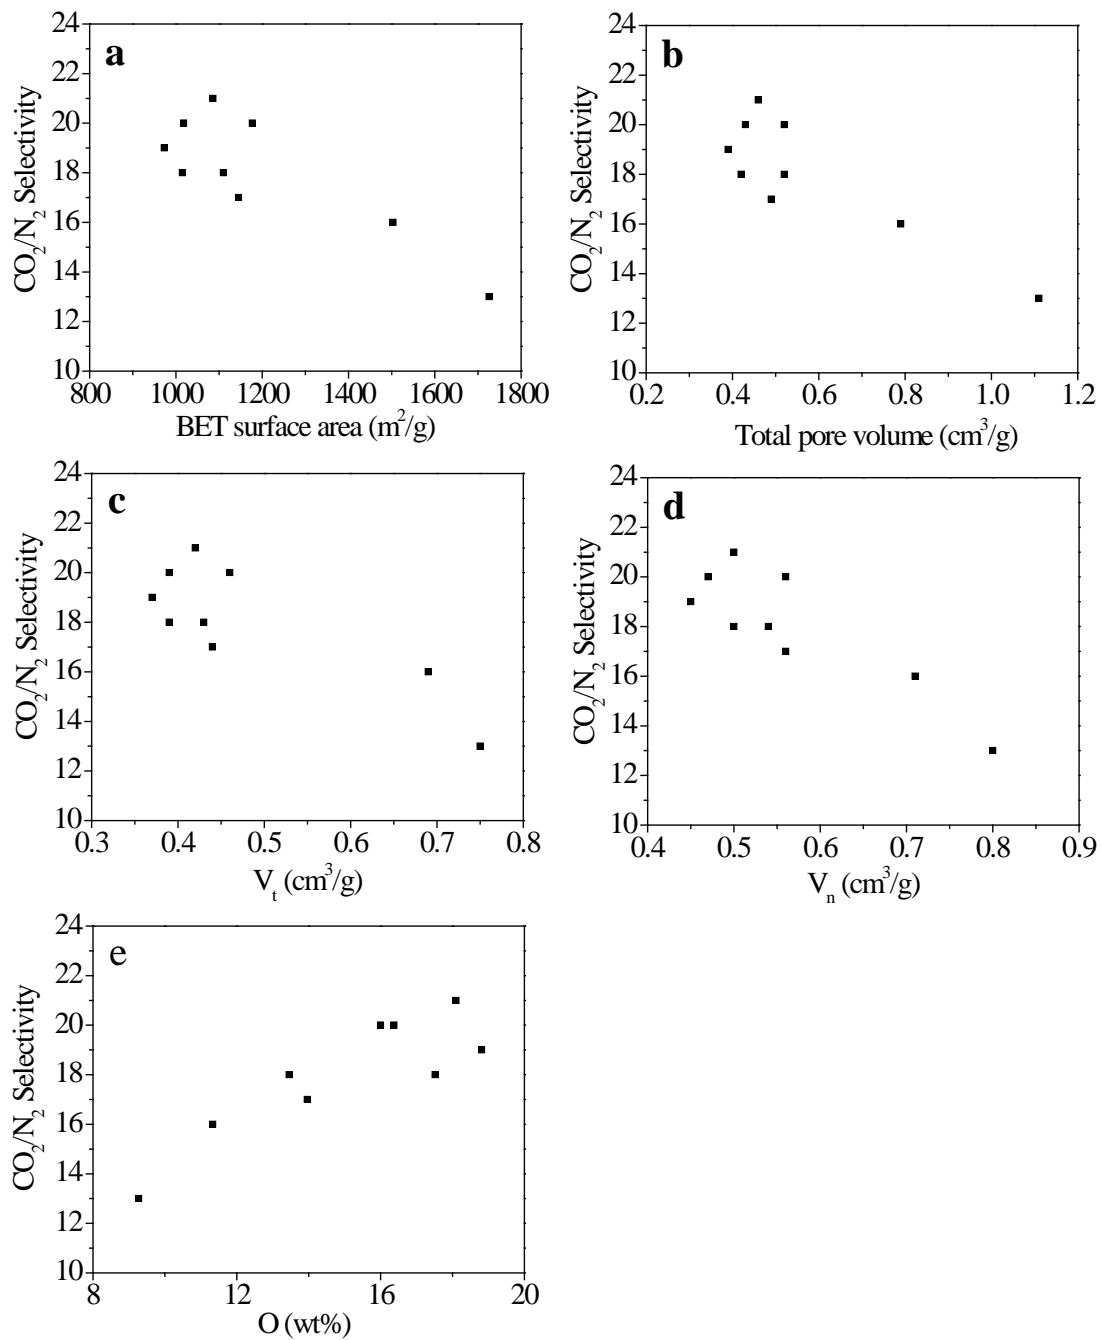 a
24
22
20
18
16
14
12
10
CO₂/N₂ Selectivity
800 1000 1200 1400 1600 1800
BET surface area (m²/g)
b
24
22
20
18
16
14
12
10
CO₂/N₂ Selectivity
0.2 0.4 0.6 0.8 1.0 1.2
Total pore volume (cm³/g)
c
24
22
20
18
16
14
12
10
CO₂/N₂ Selectivity
0.3 0.4 0.5 0.6 0.7 0.8
Vₜ (cm³/g)
d
24
22
20
18
16
14
12
10
CO₂/N₂ Selectivity
0.4 0.5 0.6 0.7 0.8 0.9
Vₙ (cm³/g)
e
24
22
20
18
16
14
12
10
CO₂/N₂ Selectivity
8 12 16 20
O (wt%)